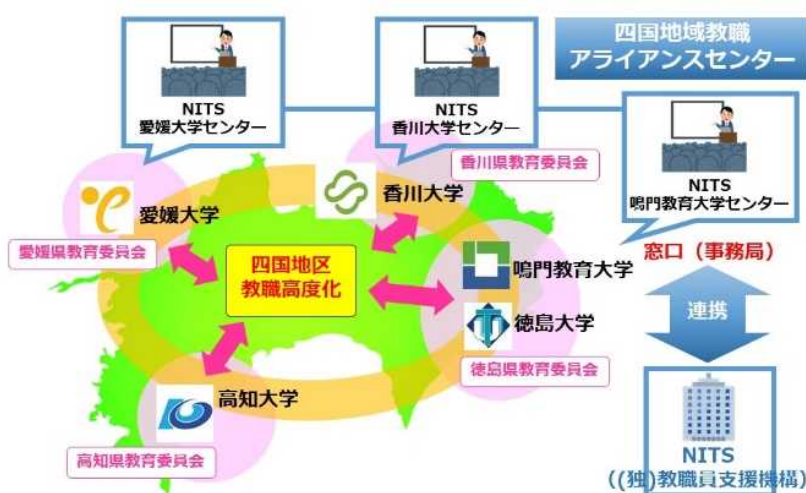 四国地域教職
アライアンスセンター
NITS
愛媛大学センター
NITS
香川大学センター
NITS
鳴門教育大学センター
香川県教育委員会
香川大学
愛媛大学
愛媛県教育委員会
四国地区
教職高度化
鳴門教育大学
窓口（事務局）
徳島大学
連携
徳島県教育委員会
高知大学
高知県教育委員会
NITS
((独)教職員支援機構)